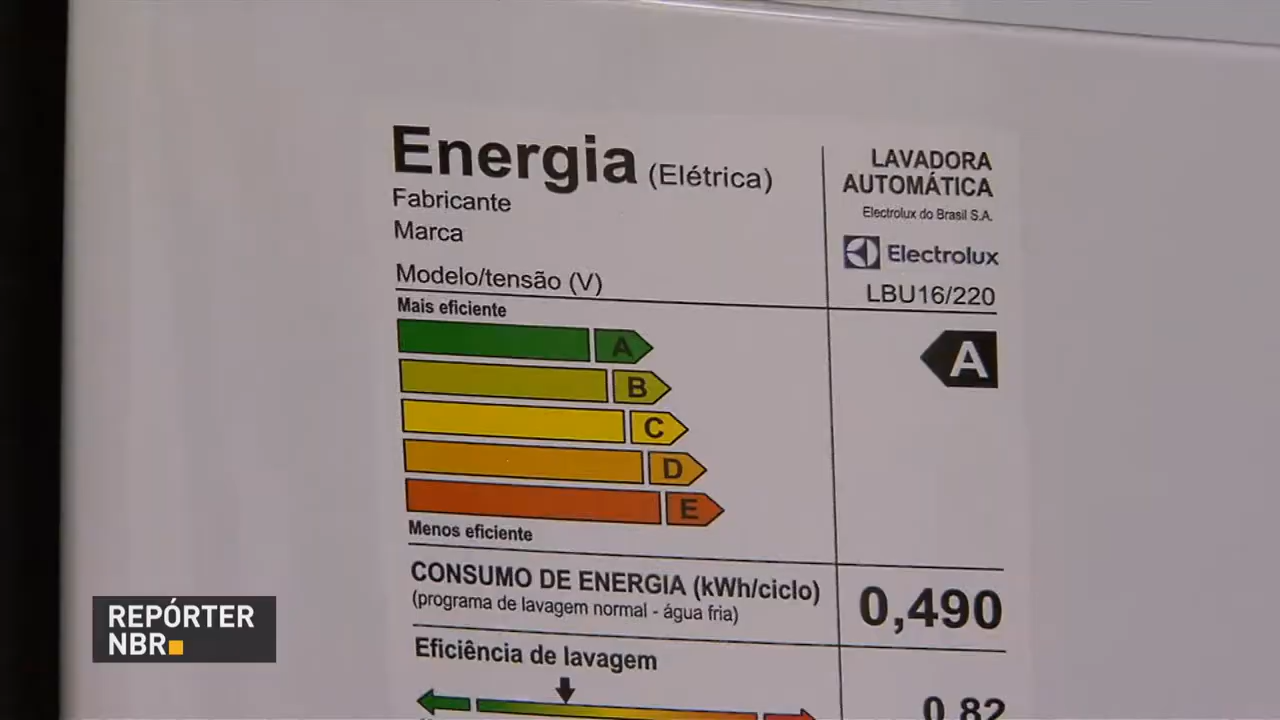 Energia (Elétrica)
Fabricante
Marca
Modelo/tensão (V)
LAVADORA
AUTOMÁTICA
Electrolux do Brasil S.A.
Electrolux
LBU16/220
Mais eficiente
A
B
C
D
E
Menos eficiente
A
CONSUMO DE ENERGIA (kWh/ciclo)
(programa de lavagem normal - água fria)
0,490
Eficiência de lavagem
0,82
REPÓRTER
NBR